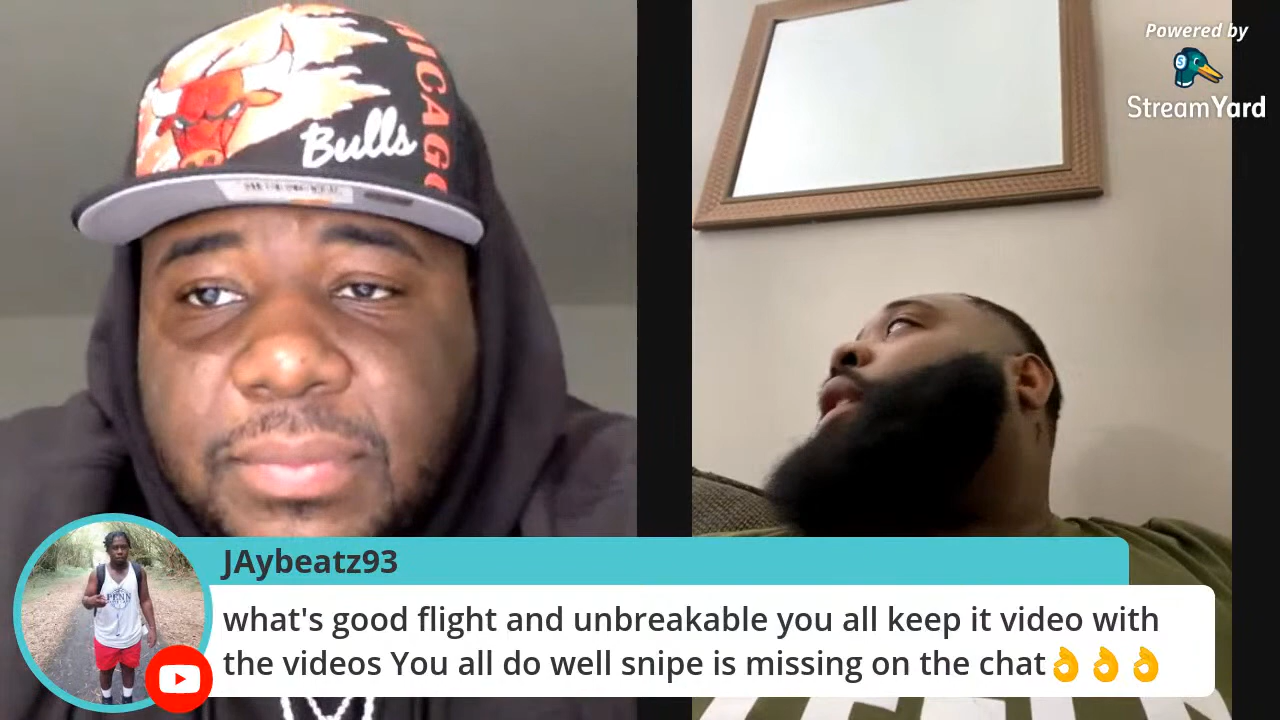 Powered by
StreamYard
CHICAGO
Bulls
JAybeatz93
what's good flight and unbreakable you all keep it video with
the videos You all do well snipe is missing on the chat👌👌👌
PENN